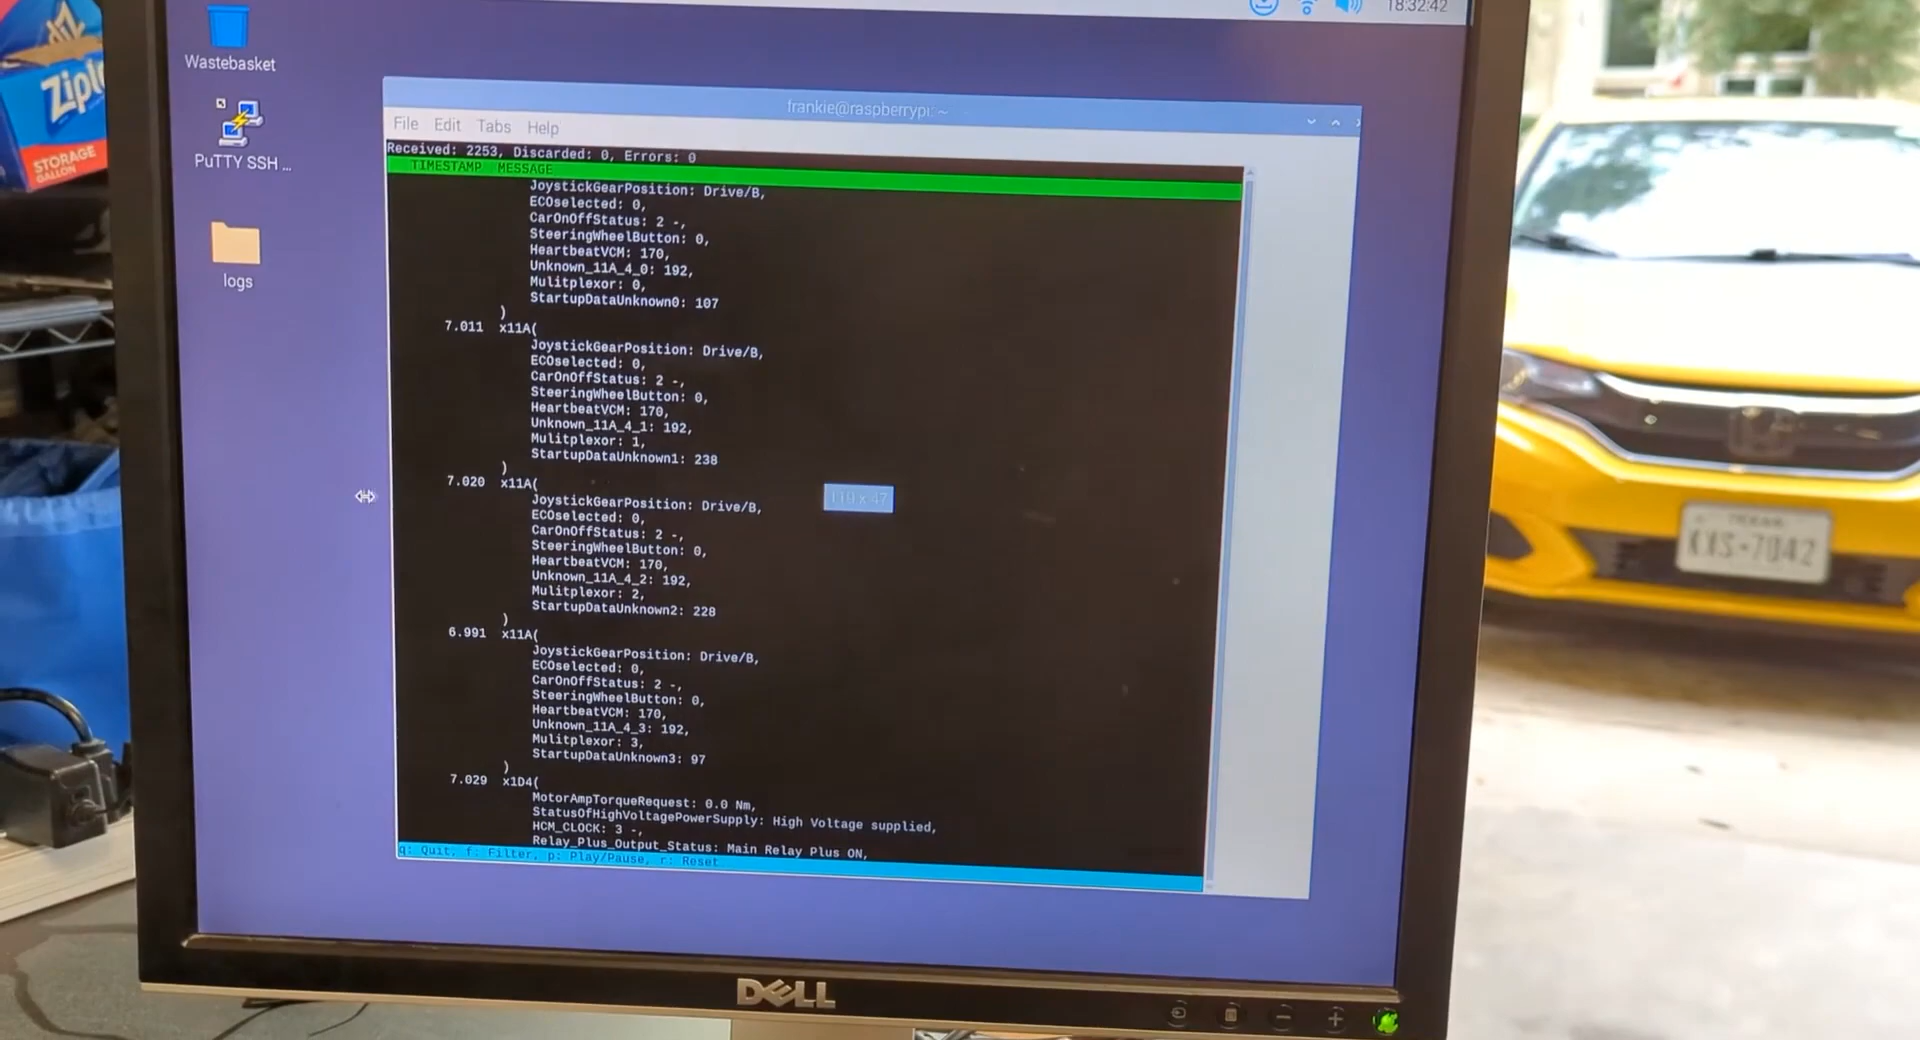 18:32:42
Wastebasket
Zipl
STORAGE
GALLON
PuTTY SSH ...
logs
frankie@raspberrypi: ~
File Edit Tabs Help
Received: 2253, Discarded: 0, Errors: 0
TIMESTAMP MESSAGE
JoystickGearPosition: Drive/B,
ECOselected: 0,
CarOnOffStatus: 2 -,
SteeringWheelButton: 0,
HeartbeatVCM: 170,
Unknown_11A_4_0: 192,
Mulitplexor: 0,
StartupDataUnknown0: 107
)
7.011 x11A(
JoystickGearPosition: Drive/B,
ECOselected: 0,
CarOnOffStatus: 2 -,
SteeringWheelButton: 0,
HeartbeatVCM: 170,
Unknown_11A_4_1: 192,
Mulitplexor: 1,
StartupDataUnknown1: 238
)
7.020 x11A(
JoystickGearPosition: Drive/B,
ECOselected: 0,
CarOnOffStatus: 2 -,
SteeringWheelButton: 0,
HeartbeatVCM: 170,
Unknown_11A_4_2: 192,
Mulitplexor: 2,
StartupDataUnknown2: 228
)
6.991 x11A(
JoystickGearPosition: Drive/B,
ECOselected: 0,
CarOnOffStatus: 2 -,
SteeringWheelButton: 0,
HeartbeatVCM: 170,
Unknown_11A_4_3: 192,
Mulitplexor: 3,
StartupDataUnknown3: 97
)
7.029 x1D4(
MotorAmpTorqueRequest: 0.0 Nm,
StatusOfHighVoltagePowerSupply: High Voltage supplied,
HCM_CLOCK: 3 -,
Relay_Plus_Output_Status: Main Relay Plus ON,
q: Quit, f: Filter, p: Play/Pause, r: Reset
119 x 47
TEXAS
KXS-7042
DELL